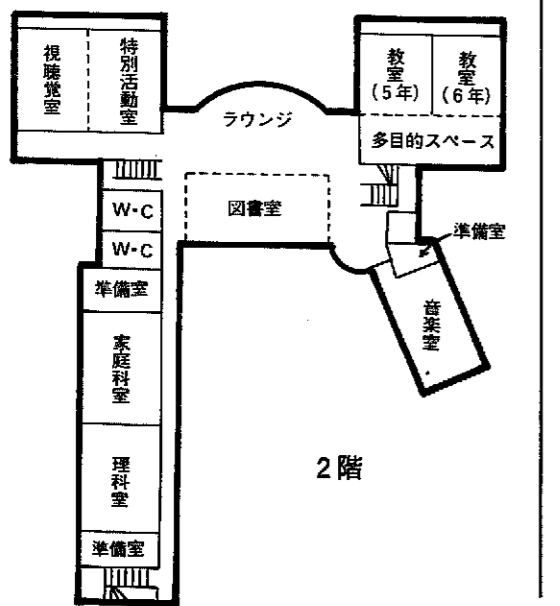 視聴覚室
特別活動室
ラウンジ
教室
(5年)
教室
(6年)
多目的スペース
W・C
図書室
W・C
準備室
準備室
音楽室
家庭科室
理科室
2階
準備室